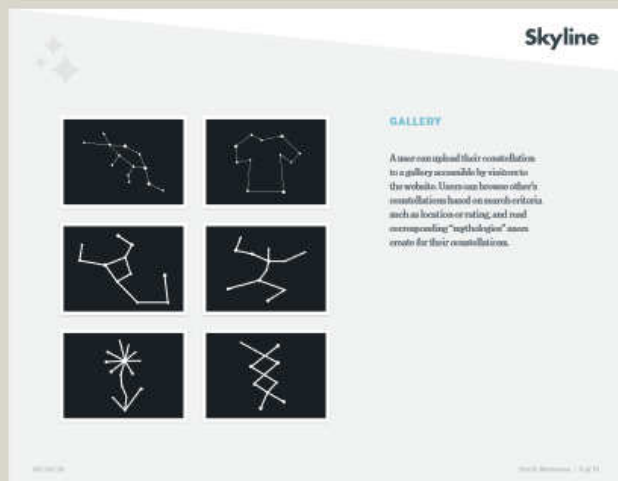 Skyline
GALLERY
A user can upload their constellation
to a gallery accessible by visitors to
the website. Users can browse other's
constellations based on search criteria
such as location or rating, and read
corresponding "mythologies" users
create for their constellations.